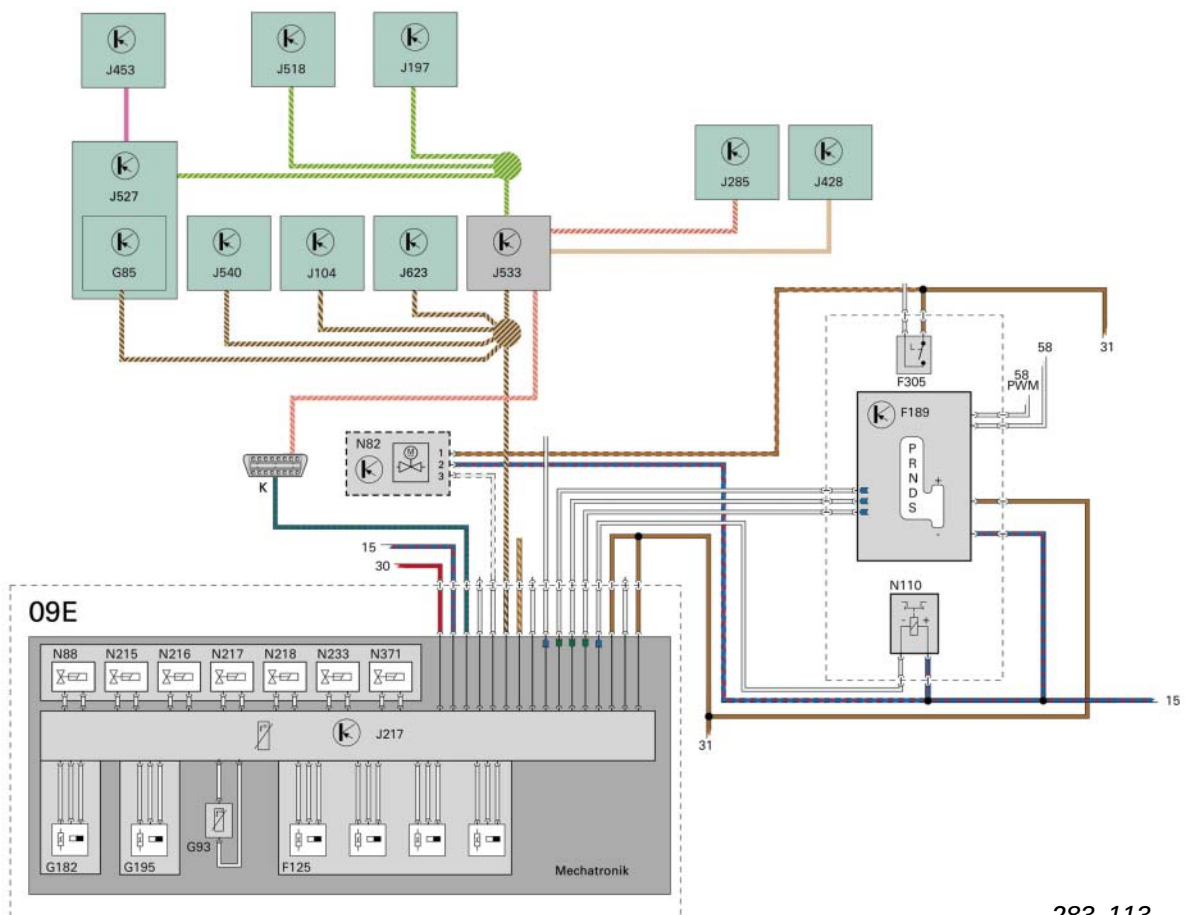 J453
J518
J197
J527
J285
J428
G85
J540
J104
J623
J533
31
58
58
PWM
F305
F189
P
R
N
D
S
+
-
N82
M
1
2
3
K
15
30
N110
- +
09E
N88 N215 N216 N217 N218 N233 N371
J217
15
31
G182
G195
G93
F125
Mechatronik
283_113